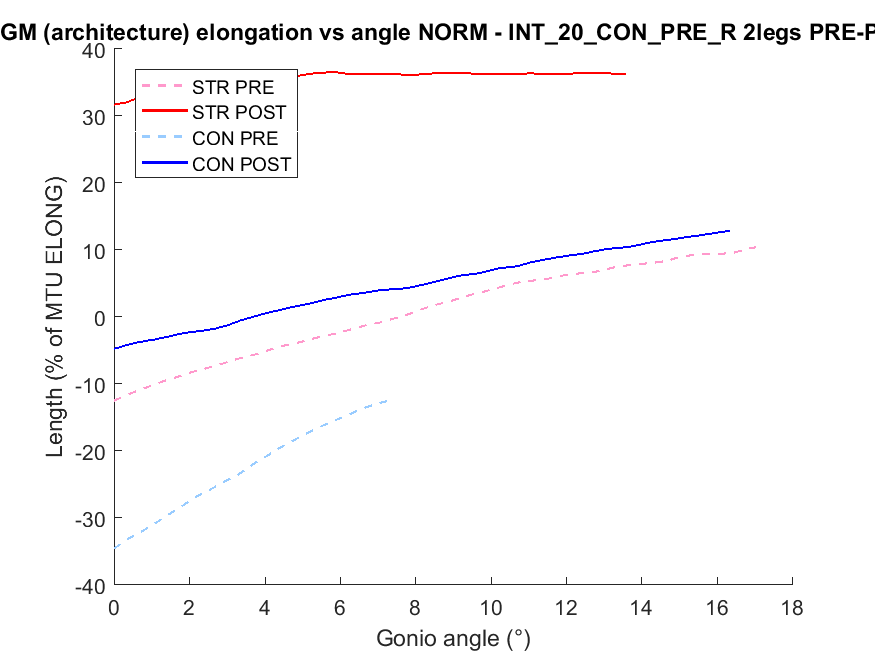 GM (architecture) elongation vs angle NORM - INT_20_CON_PRE_R 2legs PRE-P
40
30
20
10
0
-10
-20
-30
-40
Length (% of MTU ELONG)
STR PRE
STR POST
CON PRE
CON POST
0 2 4 6 8 10 12 14 16 18
Gonio angle (°)